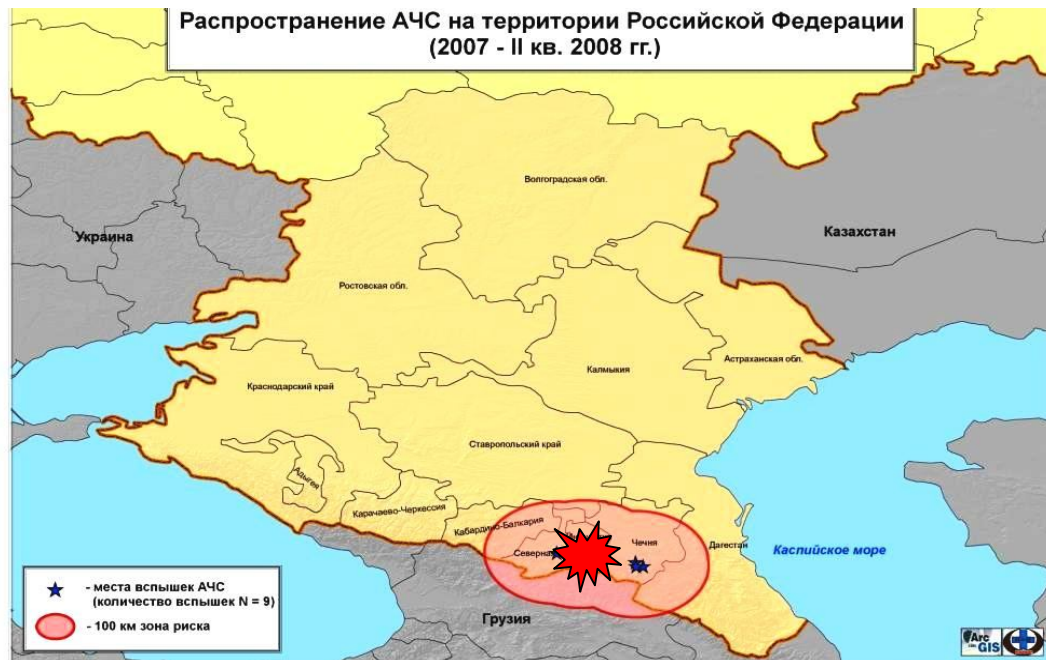 Распространение АЧС на территории Российской Федерации
(2007 - II кв. 2008 гг.)
Волгоградская обл.
Украина
Казахстан
Ростовская обл.
Астраханская обл.
Калмыкия
Краснодарский край
Ставропольский край
Адыгея
Карачаево-Черкессия
Кабардино-Балкария
Чечня
Дагестан
Каспийское море
- места вспышек АЧС
(количество вспышек N = 9)
- 100 км зона риска
Грузия
Arc
GIS